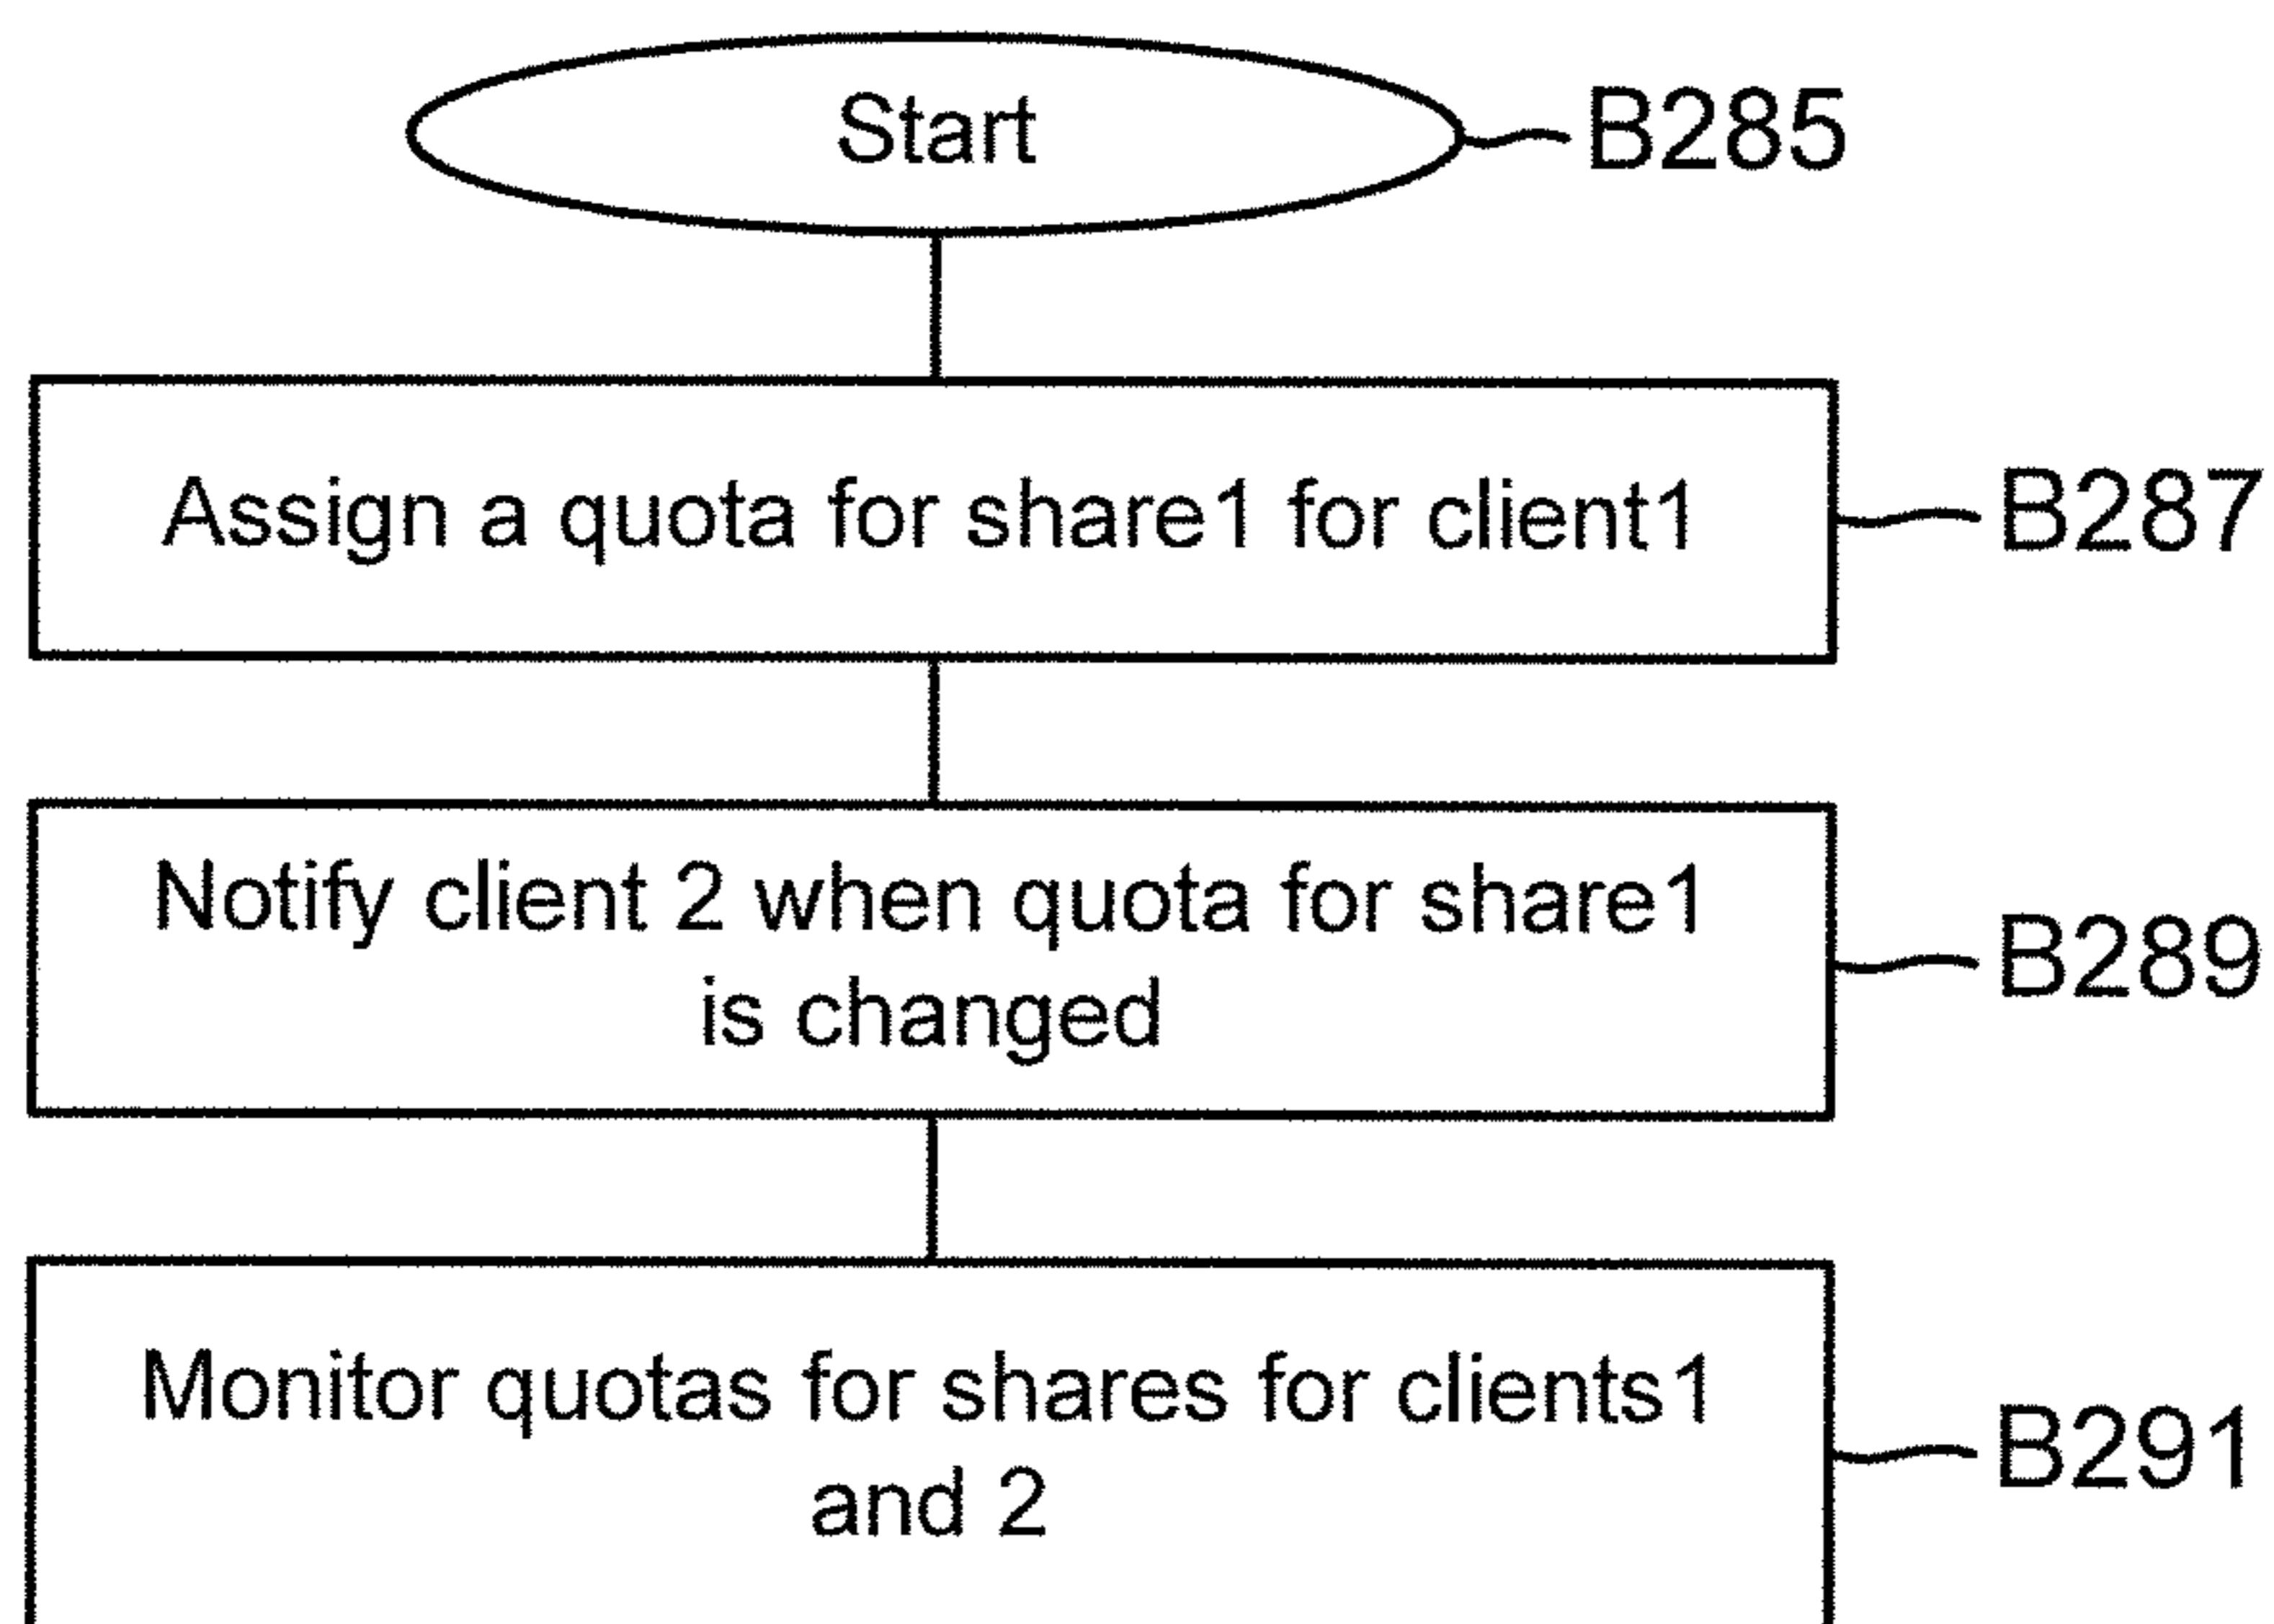 Start
B285
Assign a quota for share1 for client1
B287
Notify client 2 when quota for share1
is changed
B289
Monitor quotas for shares for clients1
and 2
B291